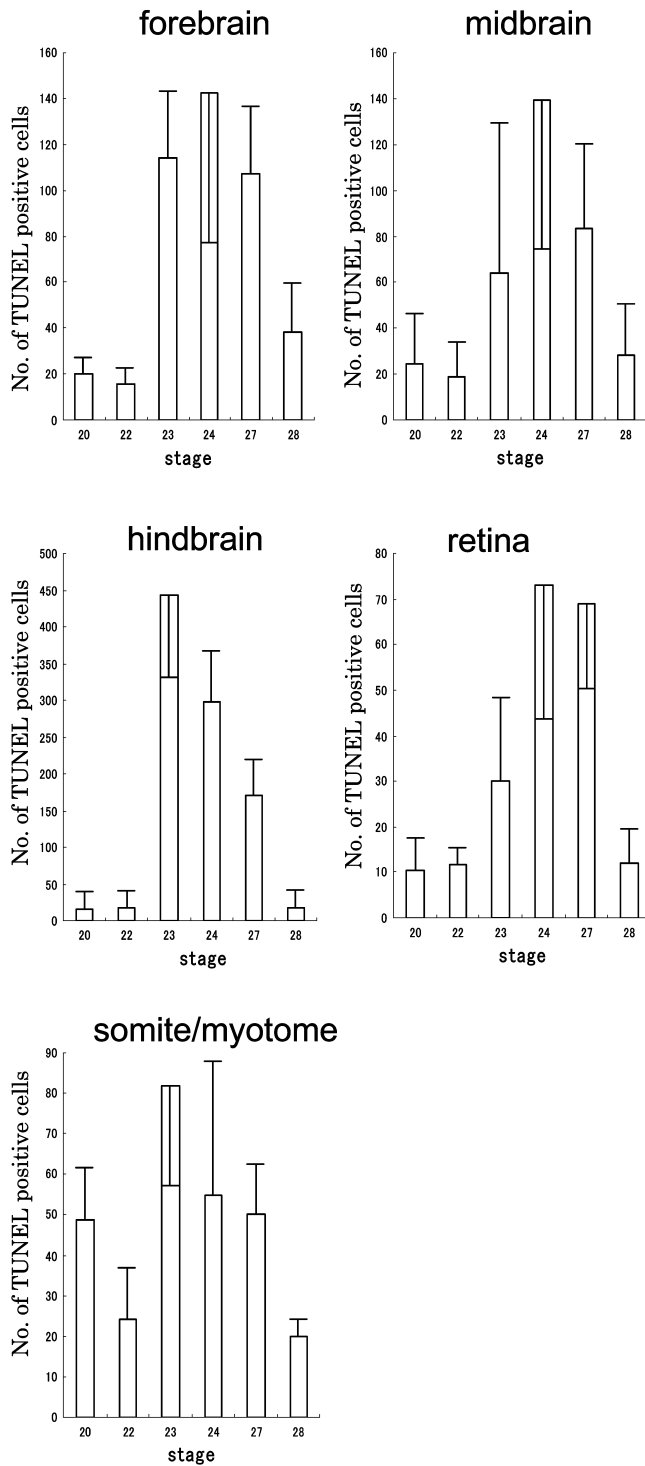 forebrain
No. of TUNEL positive cells
160
140
120
100
80
60
40
20
0
20 22 23 24 27 28
stage
midbrain
No. of TUNEL positive cells
160
140
120
100
80
60
40
20
0
20 22 23 24 27 28
stage
hindbrain
No. of TUNEL positive cells
500
450
400
350
300
250
200
150
100
50
0
20 22 23 24 27 28
stage
retina
No. of TUNEL positive cells
80
70
60
50
40
30
20
10
0
20 22 23 24 27 28
stage
somite/myotome
No. of TUNEL positive cells
90
80
70
60
50
40
30
20
10
0
20 22 23 24 27 28
stage